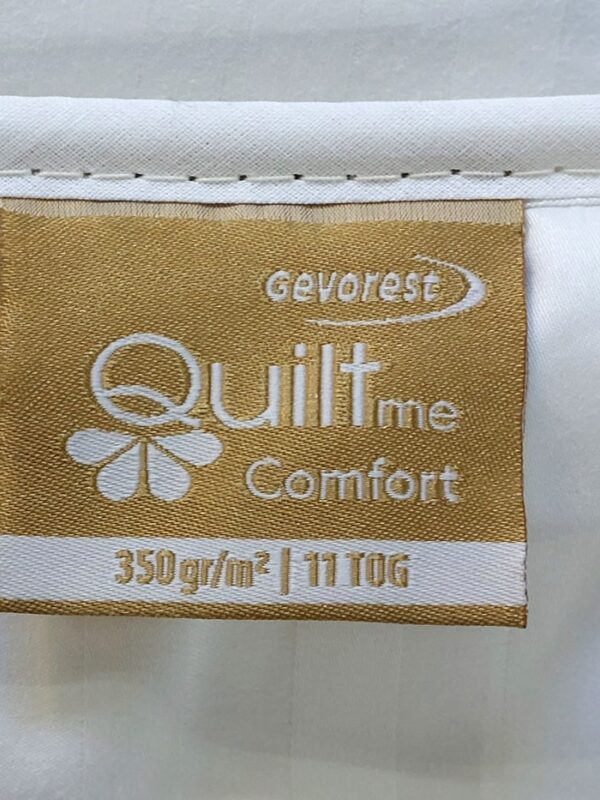 Gevorest
Quilt me
Comfort
350 gr/m² | 11 TOG